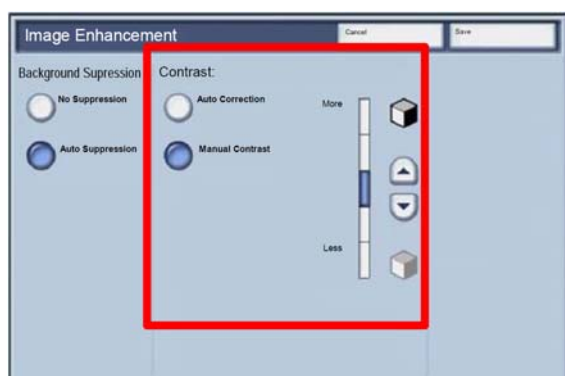 Image Enhancement
Cancel
Save
Background Supression
Contrast:
No Suppression
Auto Suppression
Auto Correction
Manual Contrast
More
Less